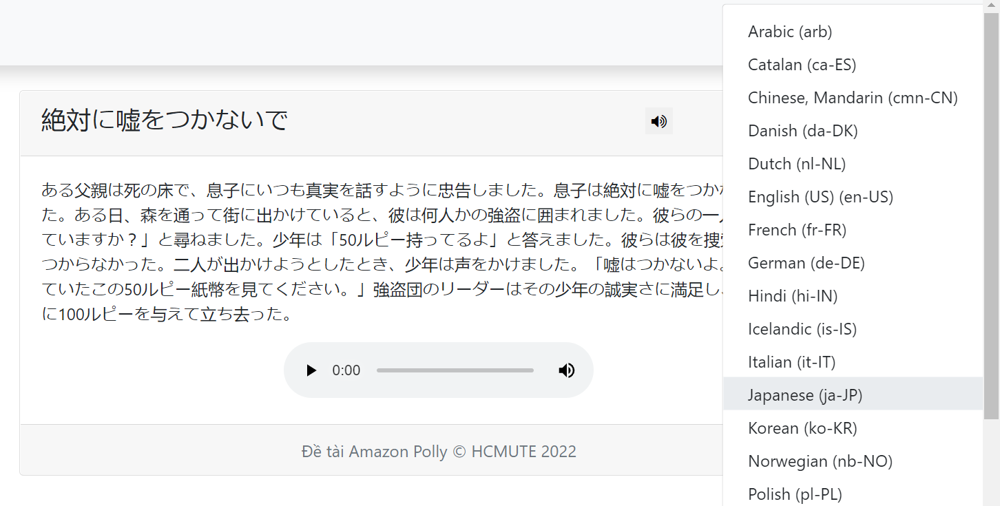 絶対に嘘をつかないで
ある父親は死の床で、息子にいつも真実を話すように忠告しました。息子は絶対に嘘をつか
た。ある日、森を通って街に出かけていると、彼は何人かの強盗に囲まれました。彼らの一
ていますか？」と尋ねました。少年は「50ルピー持ってるよ」と答えました。彼らは彼を捜
つからなかった。二人が出かけようとしたとき、少年は声をかけました。「嘘はつかないよ。
ていたこの50ルピー紙幣を見てください。」強盗団のリーダーはその少年の誠実さに満足し、
に100ルピーを与えて立ち去った。
0:00
Đề tài Amazon Polly © HCMUTE 2022
Arabic (arb)
Catalan (ca-ES)
Chinese, Mandarin (cmn-CN)
Danish (da-DK)
Dutch (nl-NL)
English (US) (en-US)
French (fr-FR)
German (de-DE)
Hindi (hi-IN)
Icelandic (is-IS)
Italian (it-IT)
Japanese (ja-JP)
Korean (ko-KR)
Norwegian (nb-NO)
Polish (pl-PL)